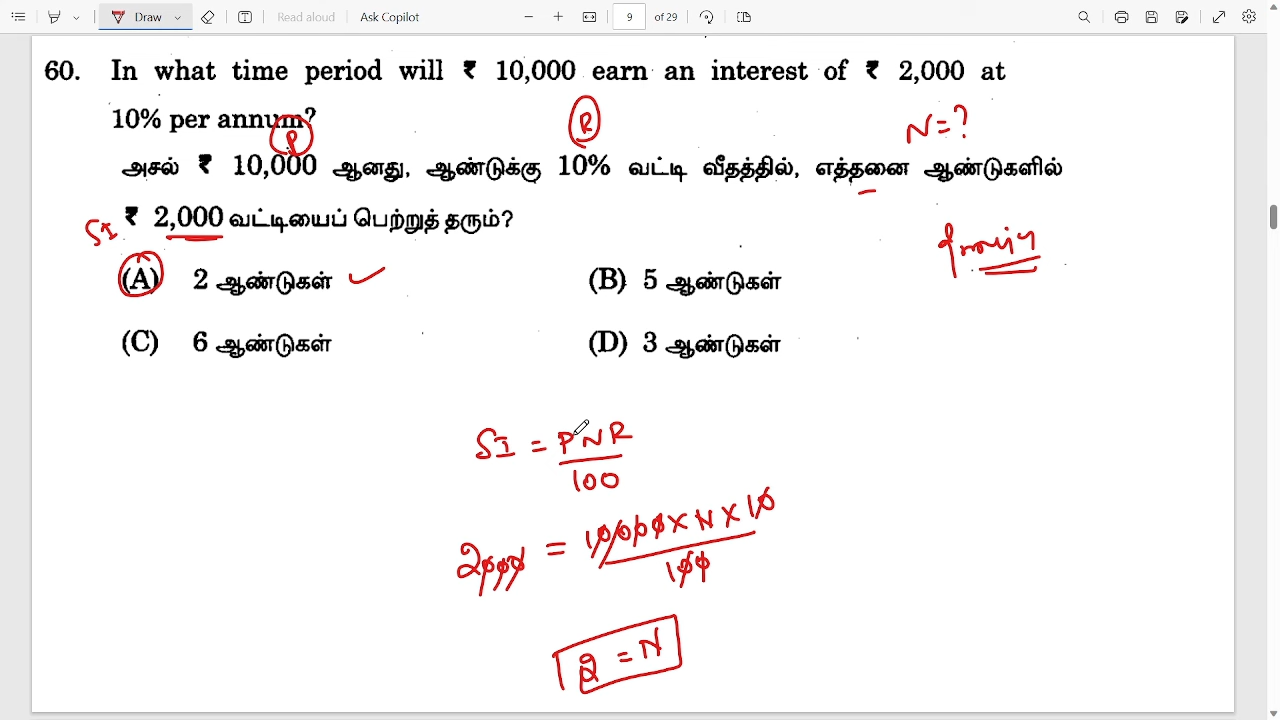 Draw
Read aloud
Ask Copilot
9
of 29
60. In what time period will ₹ 10,000 earn an interest of ₹ 2,000 at
10% per annum?
P
R
N=?
அசல் ₹ 10,000 ஆனது, ஆண்டுக்கு 10% வட்டி வீதத்தில், எத்தனை ஆண்டுகளில்
SI
₹ 2,000 வட்டியைப் பெற்றுத் தரும்?
(A) 2 ஆண்டுகள் ✓
(B) 5 ஆண்டுகள்
(C) 6 ஆண்டுகள்
(D) 3 ஆண்டுகள்
SI = PNR
100
2000 = 10000 x N x 10
100
2 = N